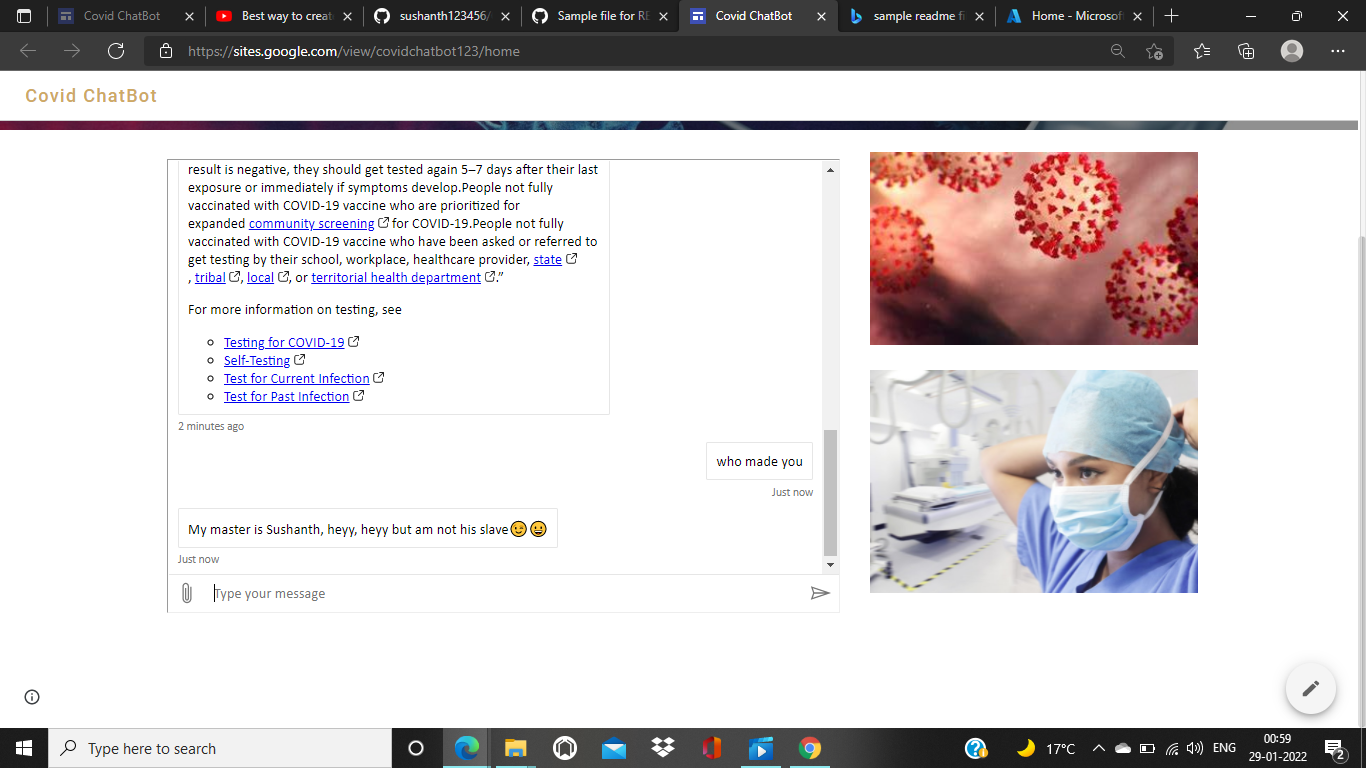 Covid ChatBot
Best way to creat
sushanth123456/
Sample file for RE
Covid ChatBot
sample readme fi
Home - Microsoft
https://sites.google.com/view/covidchatbot123/home
Covid ChatBot
result is negative, they should get tested again 5–7 days after their last
exposure or immediately if symptoms develop.People not fully
vaccinated with COVID-19 vaccine who are prioritized for
expanded community screening for COVID-19.People not fully
vaccinated with COVID-19 vaccine who have been asked or referred to
get testing by their school, workplace, healthcare provider, state
, tribal , local , or territorial health department .”
For more information on testing, see
Testing for COVID-19
Self-Testing
Test for Current Infection
Test for Past Infection
2 minutes ago
who made you
Just now
My master is Sushanth, heyy, heyy but am not his slave😉😀
Just now
Type your message
Type here to search
17°C
ENG
00:59
29-01-2022
2